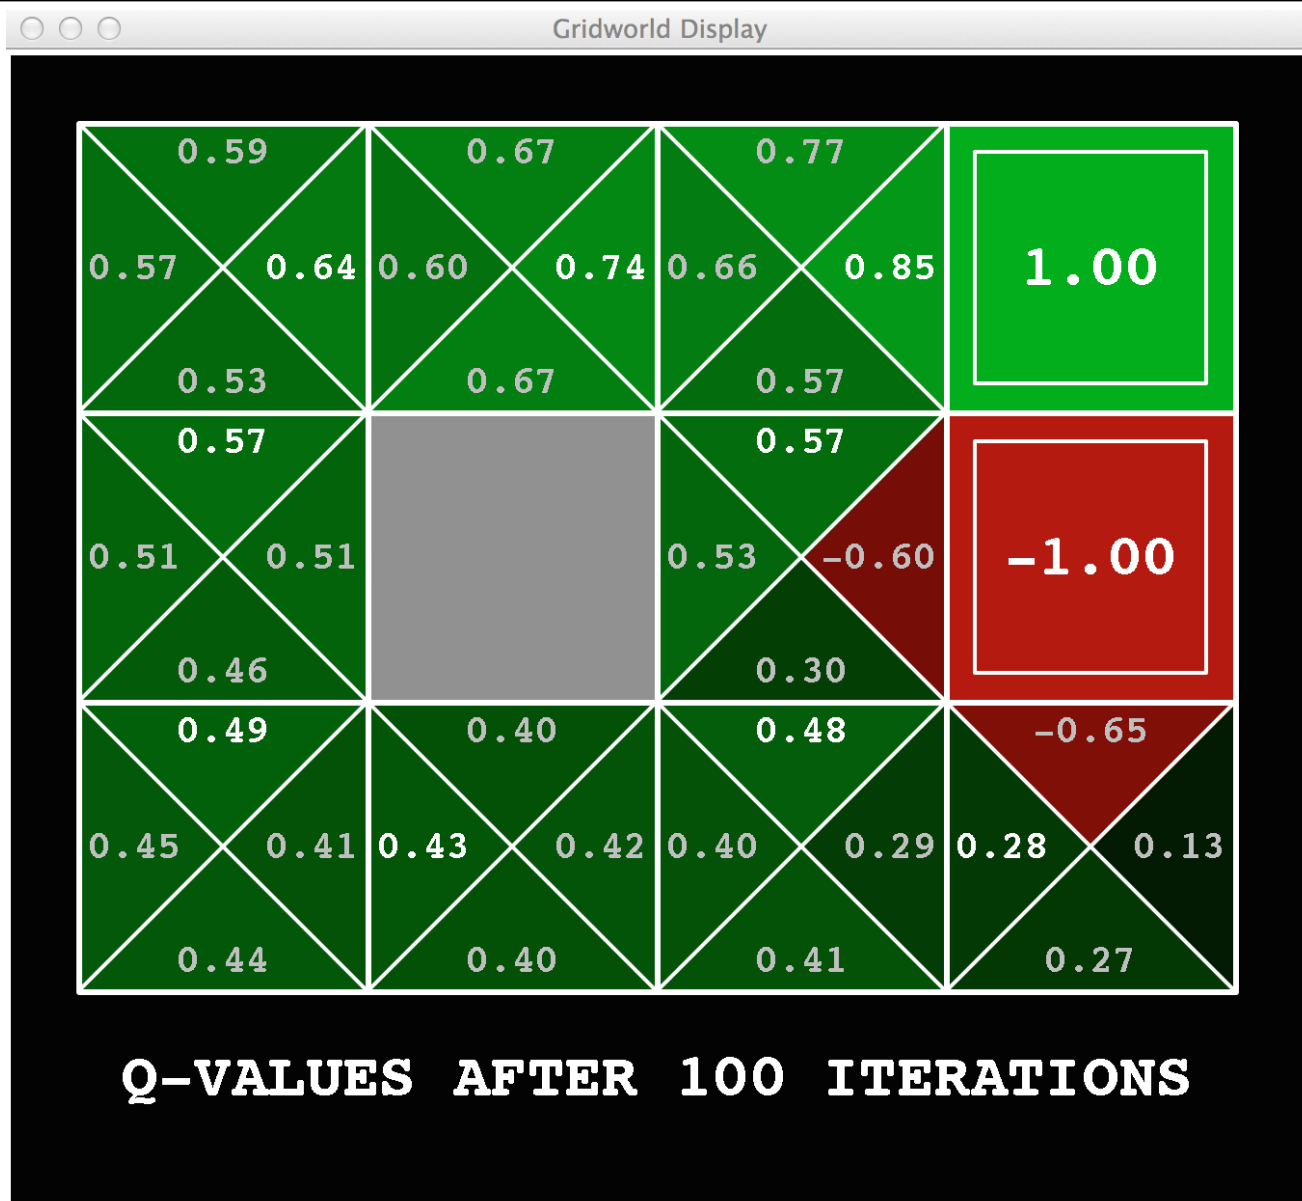 Gridworld Display
0.59 0.67 0.77
0.57 0.64 0.60 0.74 0.66 0.85 1.00
0.53 0.67 0.57
0.57 0.57
0.51 0.51 0.53 -0.60 -1.00
0.46 0.30
0.49 0.40 0.48 -0.65
0.45 0.41 0.43 0.42 0.40 0.29 0.28 0.13
0.44 0.40 0.41 0.27
Q-VALUES AFTER 100 ITERATIONS